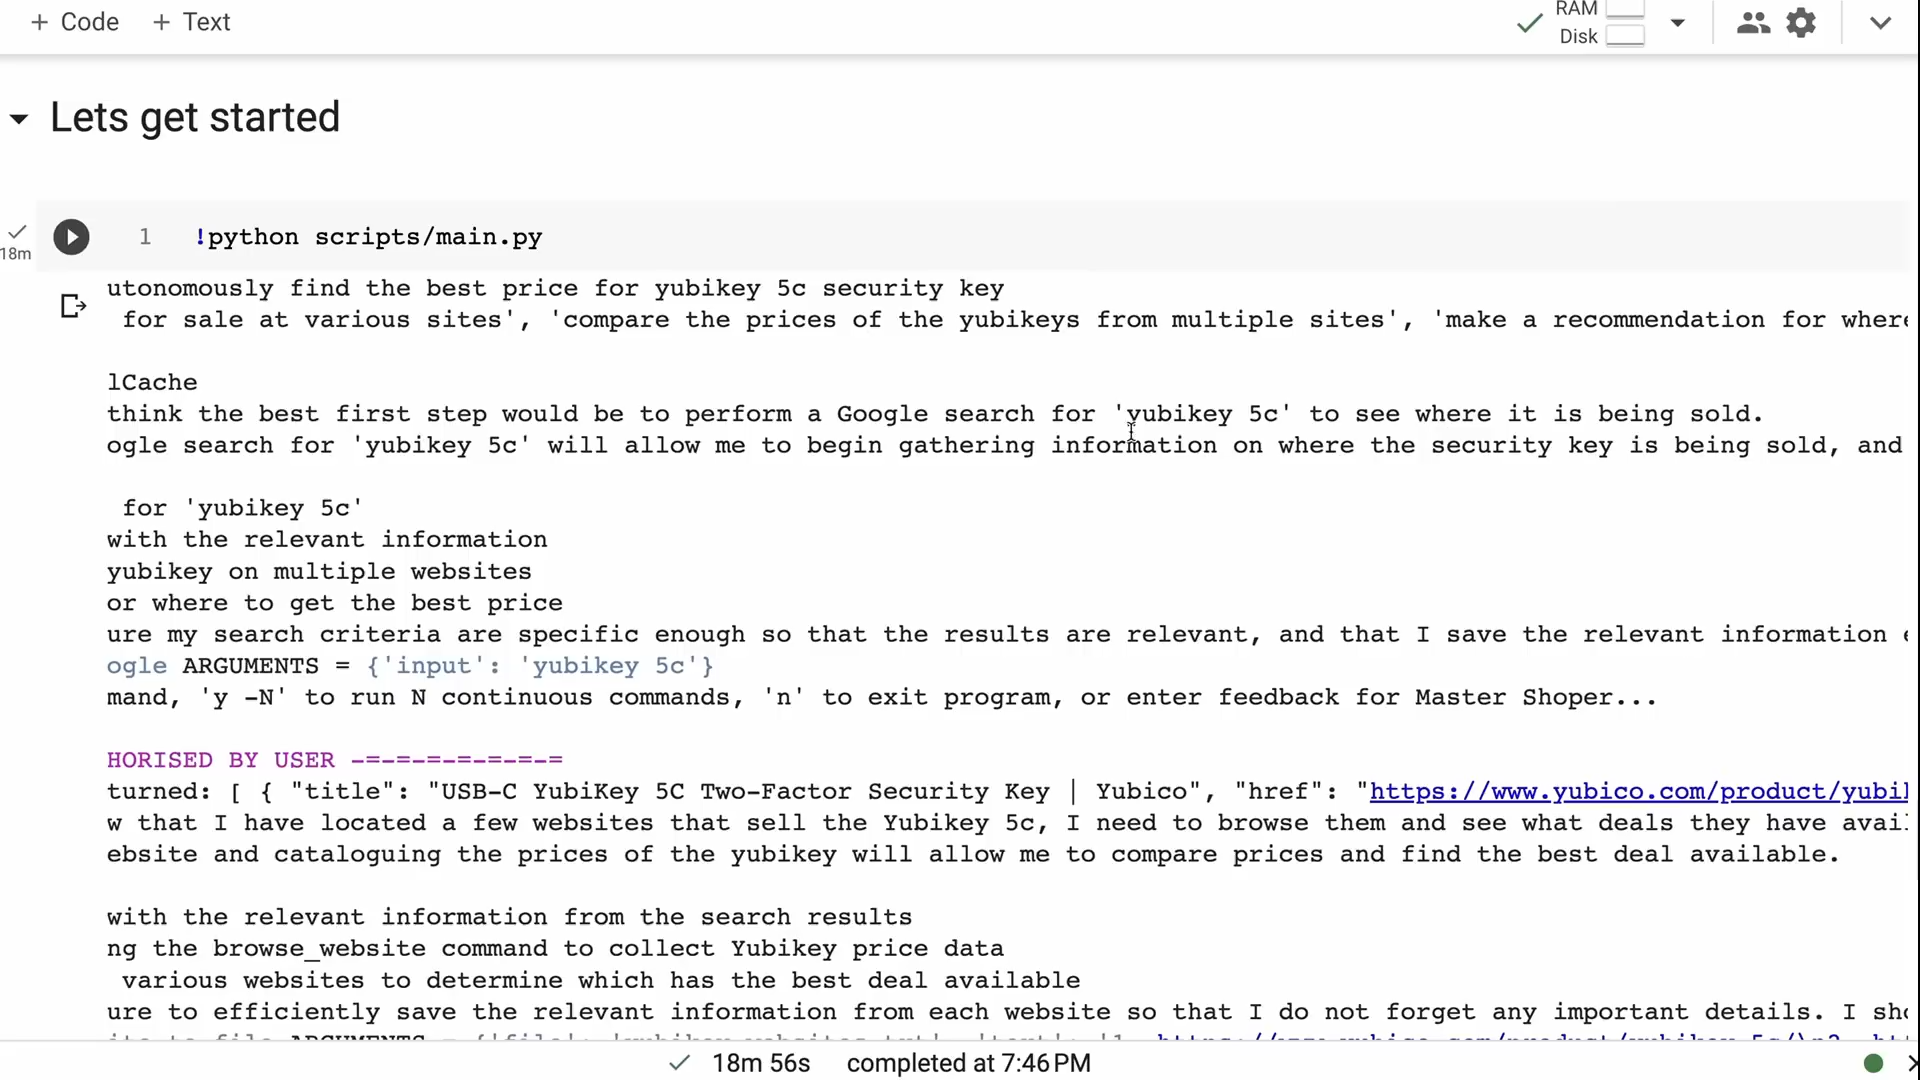 + Code + Text
RAM
Disk
Lets get started
18m
1 !python scripts/main.py
utonomously find the best price for yubikey 5c security key
for sale at various sites', 'compare the prices of the yubikeys from multiple sites', 'make a recommendation for where
lCache
think the best first step would be to perform a Google search for 'yubikey 5c' to see where it is being sold.
ogle search for 'yubikey 5c' will allow me to begin gathering information on where the security key is being sold, and
for 'yubikey 5c'
with the relevant information
yubikey on multiple websites
or where to get the best price
ure my search criteria are specific enough so that the results are relevant, and that I save the relevant information
ogle ARGUMENTS = {'input': 'yubikey 5c'}
mand, 'y -N' to run N continuous commands, 'n' to exit program, or enter feedback for Master Shoper...
HORISED BY USER -=-=-=-=-=-=-=
turned: [ { "title": "USB-C YubiKey 5C Two-Factor Security Key | Yubico", "href": "https://www.yubico.com/product/yubi
w that I have located a few websites that sell the Yubikey 5c, I need to browse them and see what deals they have avai
ebsite and cataloguing the prices of the yubikey will allow me to compare prices and find the best deal available.
with the relevant information from the search results
ng the browse_website command to collect Yubikey price data
various websites to determine which has the best deal available
ure to efficiently save the relevant information from each website so that I do not forget any important details. I sho
18m 56s completed at 7:46 PM